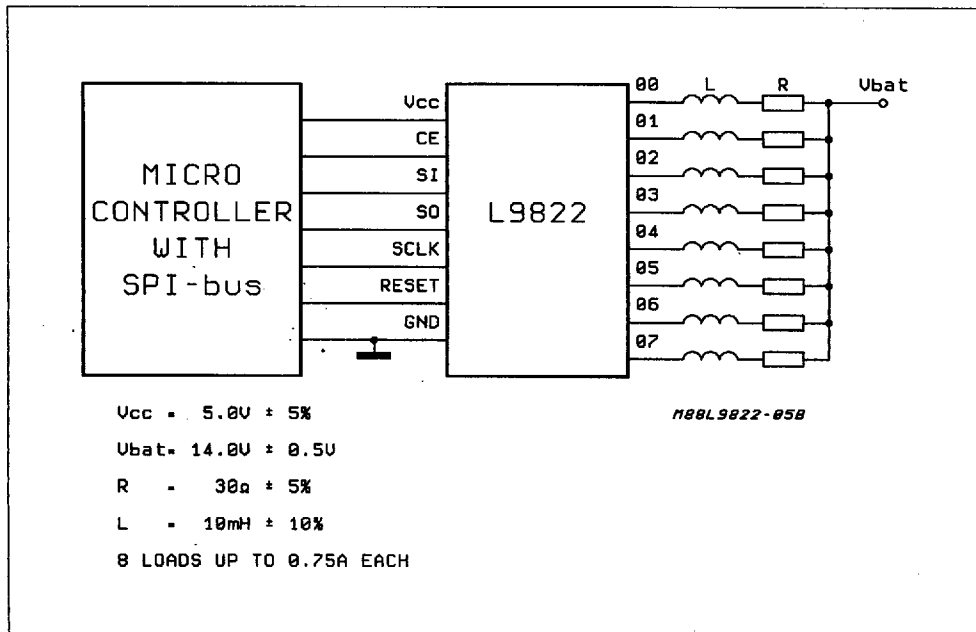 MICRO
CONTROLLER
WITH
SPI-bus
Vcc
CE
SI
SO
SCLK
RESET
GND
L9822
00
01
02
03
04
05
06
07
L
R
Vbat
M88L9822-05B
Vcc = 5.0V ± 5%
Vbat= 14.0V ± 0.5V
R = 30Ω ± 5%
L = 10mH ± 10%
8 LOADS UP TO 0.75A EACH